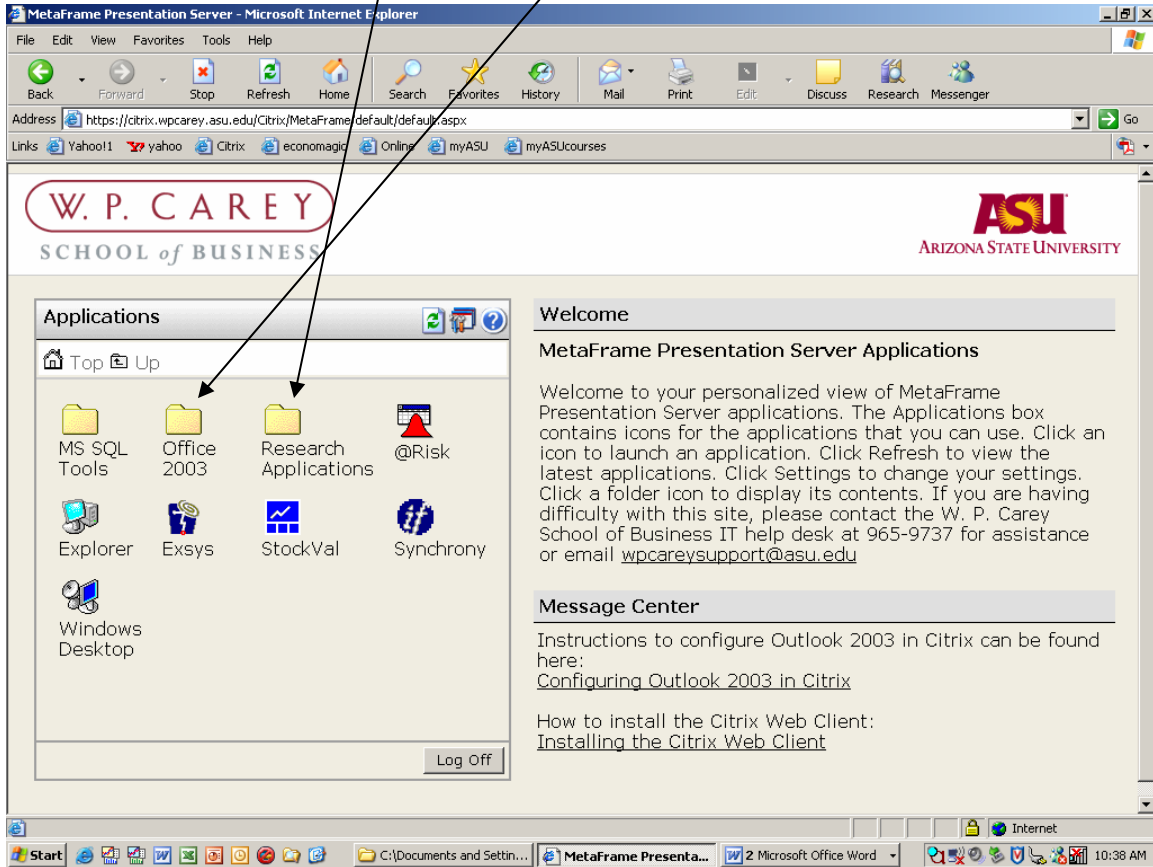 MetaFrame Presentation Server - Microsoft Internet Explorer
File Edit View Favorites Tools Help
Back Forward Stop Refresh Home Search Favorites History Mail Print Edit Discuss Research Messenger
Address https://citrix.wpcarey.asu.edu/Citrix/MetaFrame/default/default.aspx Go
Links Yahoo!1 yahoo Citrix economagic Online myASU myASUcourses
W. P. CAREY
SCHOOL of BUSINESS
ASU
ARIZONA STATE UNIVERSITY
Applications
Top Up
MS SQL Tools
Office 2003
Research Applications
@Risk
Explorer
Exsys
StockVal
Synchrony
Windows Desktop
Log Off
Welcome
MetaFrame Presentation Server Applications
Welcome to your personalized view of MetaFrame
Presentation Server applications. The Applications box
contains icons for the applications that you can use. Click an
icon to launch an application. Click Refresh to view the
latest applications. Click Settings to change your settings.
Click a folder icon to display its contents. If you are having
difficulty with this site, please contact the W. P. Carey
School of Business IT help desk at 965-9737 for assistance
or email wpcareysupport@asu.edu
Message Center
Instructions to configure Outlook 2003 in Citrix can be found
here:
Configuring Outlook 2003 in Citrix
How to install the Citrix Web Client:
Installing the Citrix Web Client
Internet
Start C:\Documents and Settin... MetaFrame Presenta... 2 Microsoft Office Word 10:38 AM